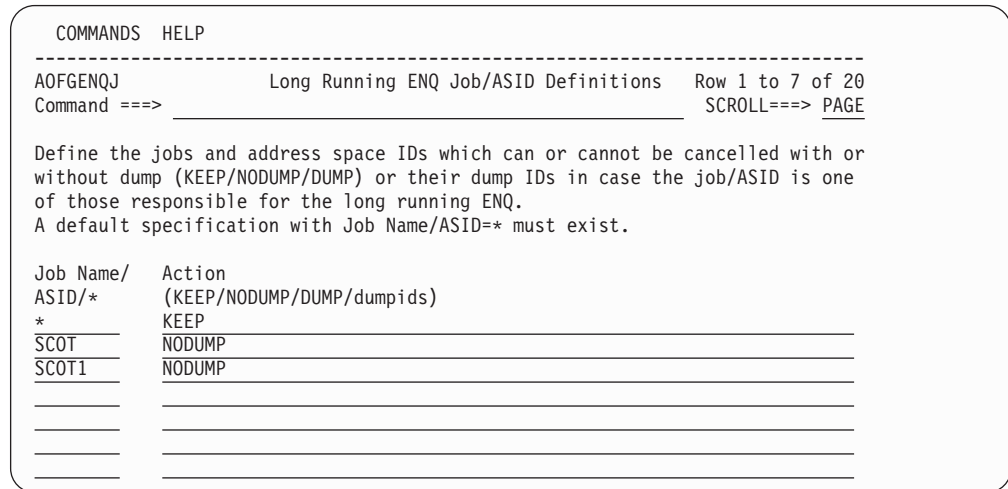 COMMANDS HELP
--------------------------------------------------------------------------------
AOFGENQJ Long Running ENQ Job/ASID Definitions Row 1 to 7 of 20
Command ===> SCROLL===> PAGE
Define the jobs and address space IDs which can or cannot be cancelled with or
without dump (KEEP/NODUMP/DUMP) or their dump IDs in case the job/ASID is one
of those responsible for the long running ENQ.
A default specification with Job Name/ASID=* must exist.
Job Name/ Action
ASID/* (KEEP/NODUMP/DUMP/dumpids)
* KEEP
SCOT NODUMP
SCOT1 NODUMP